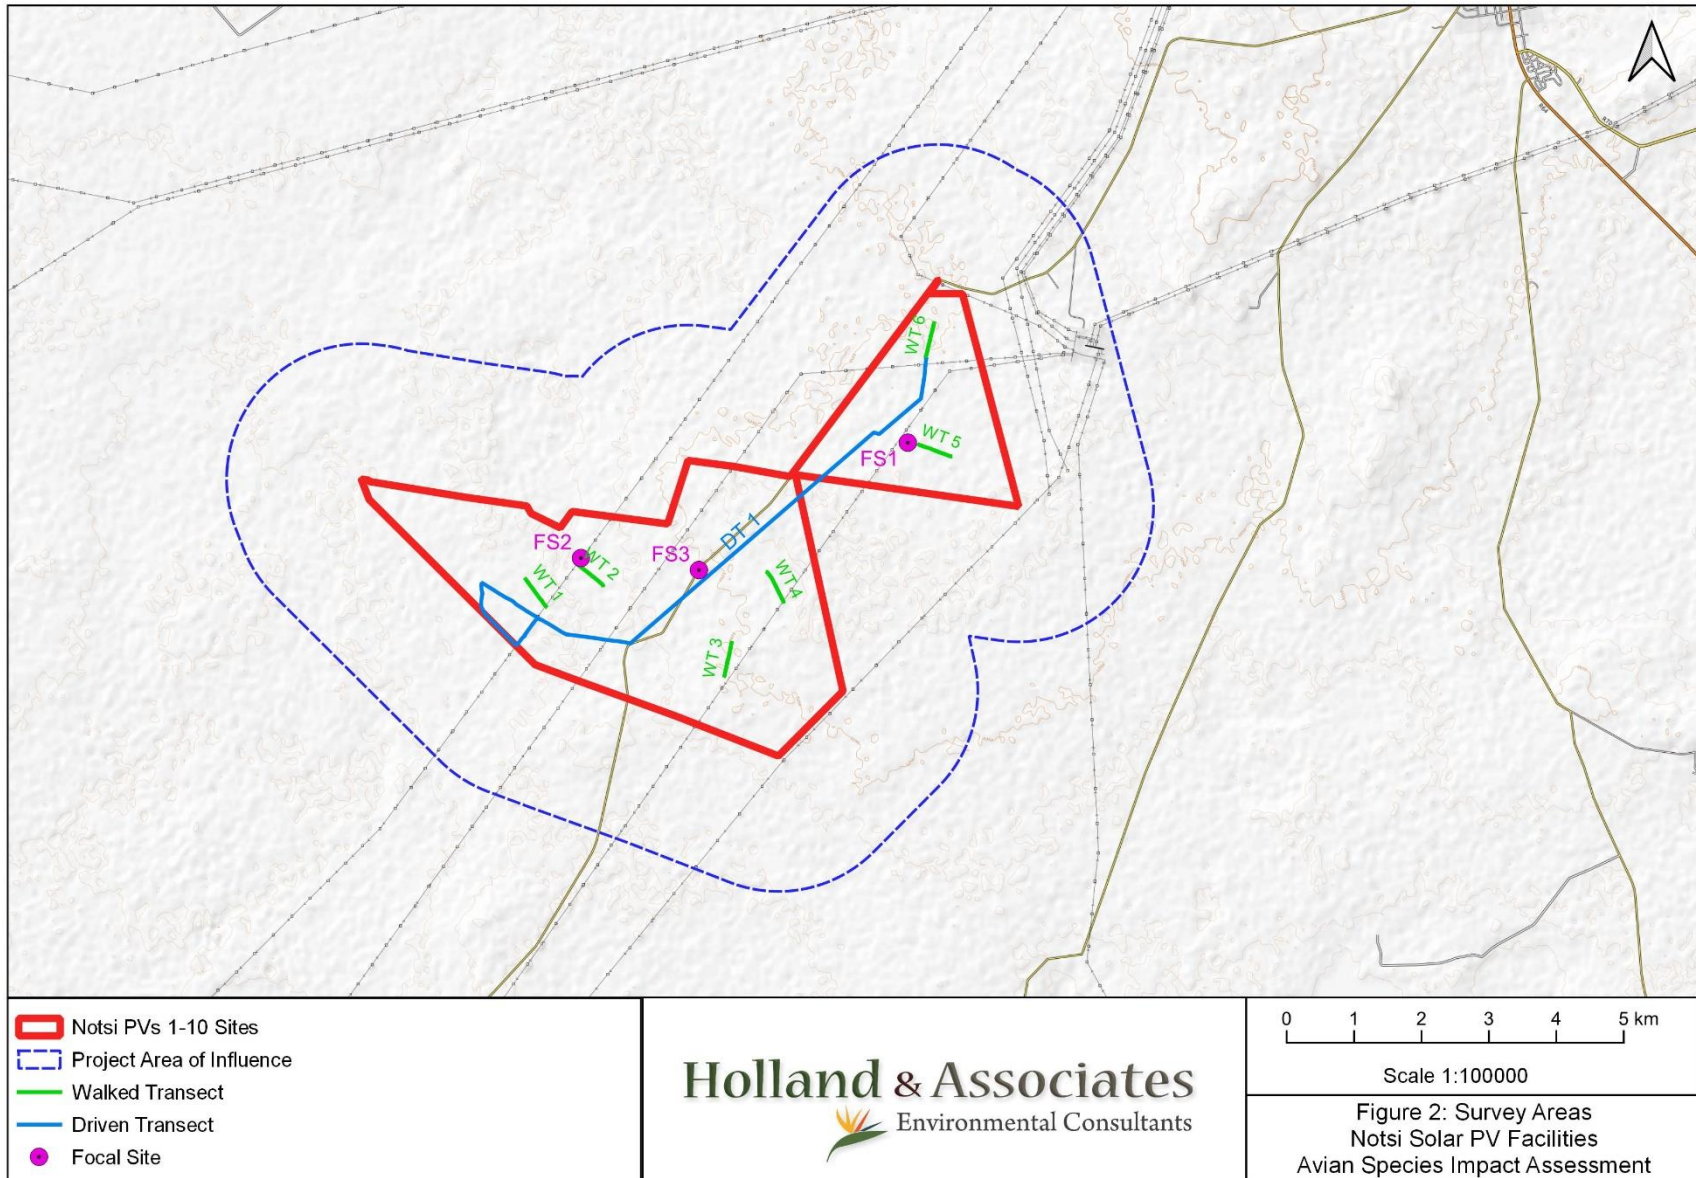 R64
R700
WT 6
WT 5
FS1
DT 1
FS2
WT 2
FS3
WT 1
WT 4
WT 3
Notsi PVs 1-10 Sites
Project Area of Influence
Walked Transect
Driven Transect
Focal Site
Holland & Associates
Environmental Consultants
0 1 2 3 4 5 km
Scale 1:100000
Figure 2: Survey Areas
Notsi Solar PV Facilities
Avian Species Impact Assessment